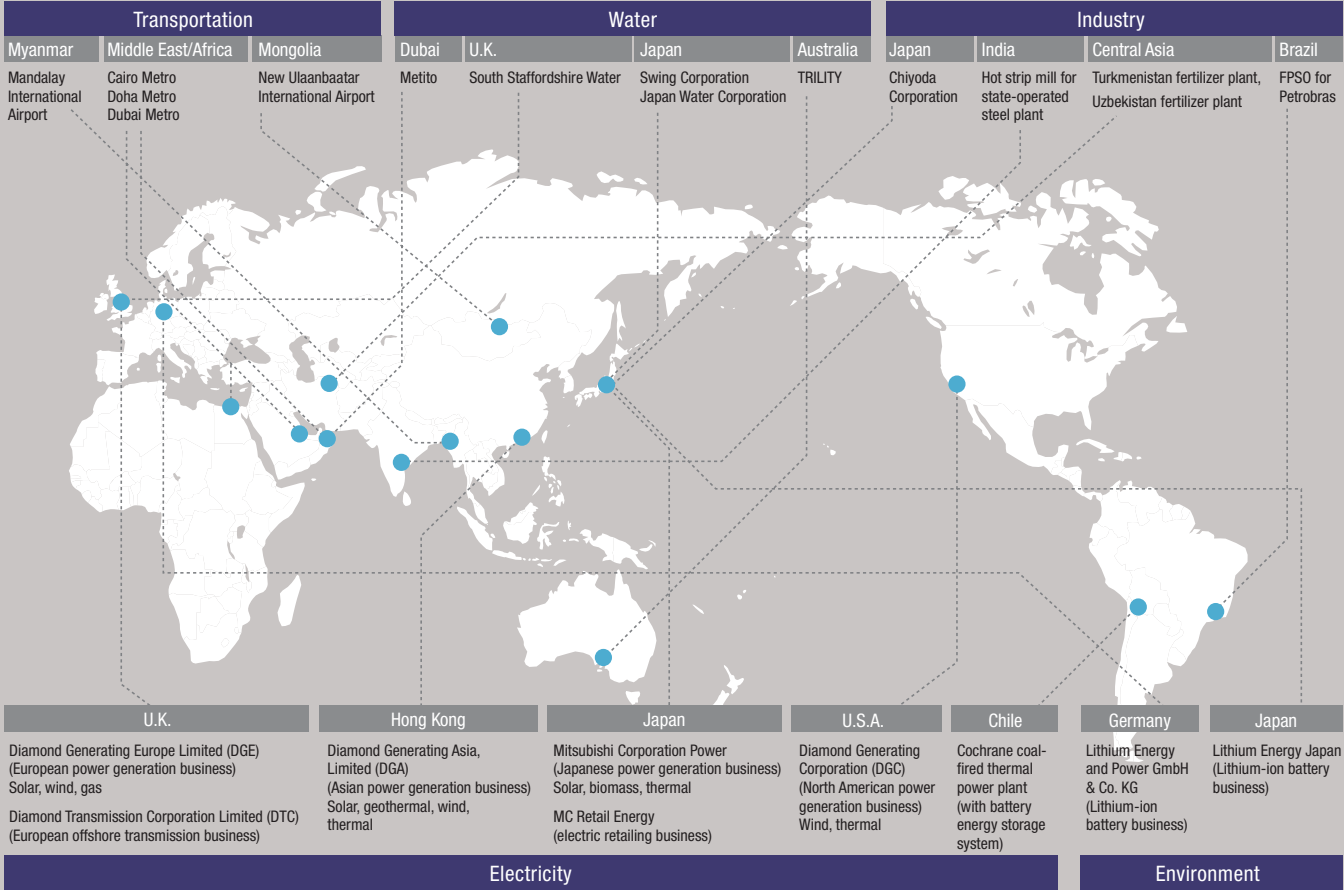 Transportation
Myanmar
Mandalay
International
Airport
Middle East/Africa
Cairo Metro
Doha Metro
Dubai Metro
Mongolia
New Ulaanbaatar
International Airport
Water
Dubai
Metito
U.K.
South Staffordshire Water
Japan
Swing Corporation
Japan Water Corporation
Australia
TRILITY
Industry
Japan
Chiyoda
Corporation
India
Hot strip mill for
state-operated
steel plant
Central Asia
Turkmenistan fertilizer plant,
Uzbekistan fertilizer plant
Brazil
FPSO for
Petrobras
U.K.
Diamond Generating Europe Limited (DGE)
(European power generation business)
Solar, wind, gas
Diamond Transmission Corporation Limited (DTC)
(European offshore transmission business)
Hong Kong
Diamond Generating Asia,
Limited (DGA)
(Asian power generation business)
Solar, geothermal, wind,
thermal
Japan
Mitsubishi Corporation Power
(Japanese power generation business)
Solar, biomass, thermal
MC Retail Energy
(electric retailing business)
U.S.A.
Diamond Generating
Corporation (DGC)
(North American power
generation business)
Wind, thermal
Chile
Cochrane coal-
fired thermal
power plant
(with battery
energy storage
system)
Germany
Lithium Energy
and Power GmbH
& Co. KG
(Lithium-ion
battery business)
Japan
Lithium Energy Japan
(Lithium-ion battery
business)
Electricity
Environment